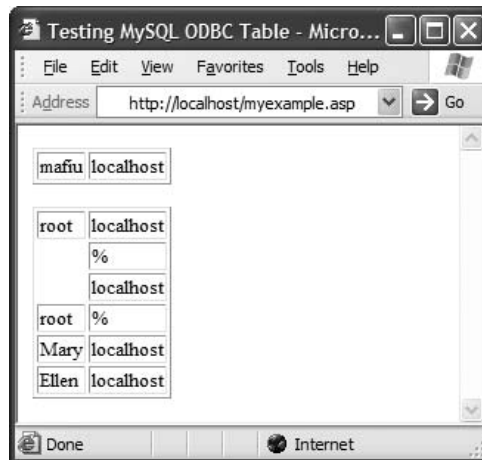 Testing MySQL ODBC Table - Micro...
File Edit View Favorites Tools Help
Address http://localhost/myexample.asp Go
mafiu localhost
root localhost
%
localhost
root %
Mary localhost
Ellen localhost
Done Internet